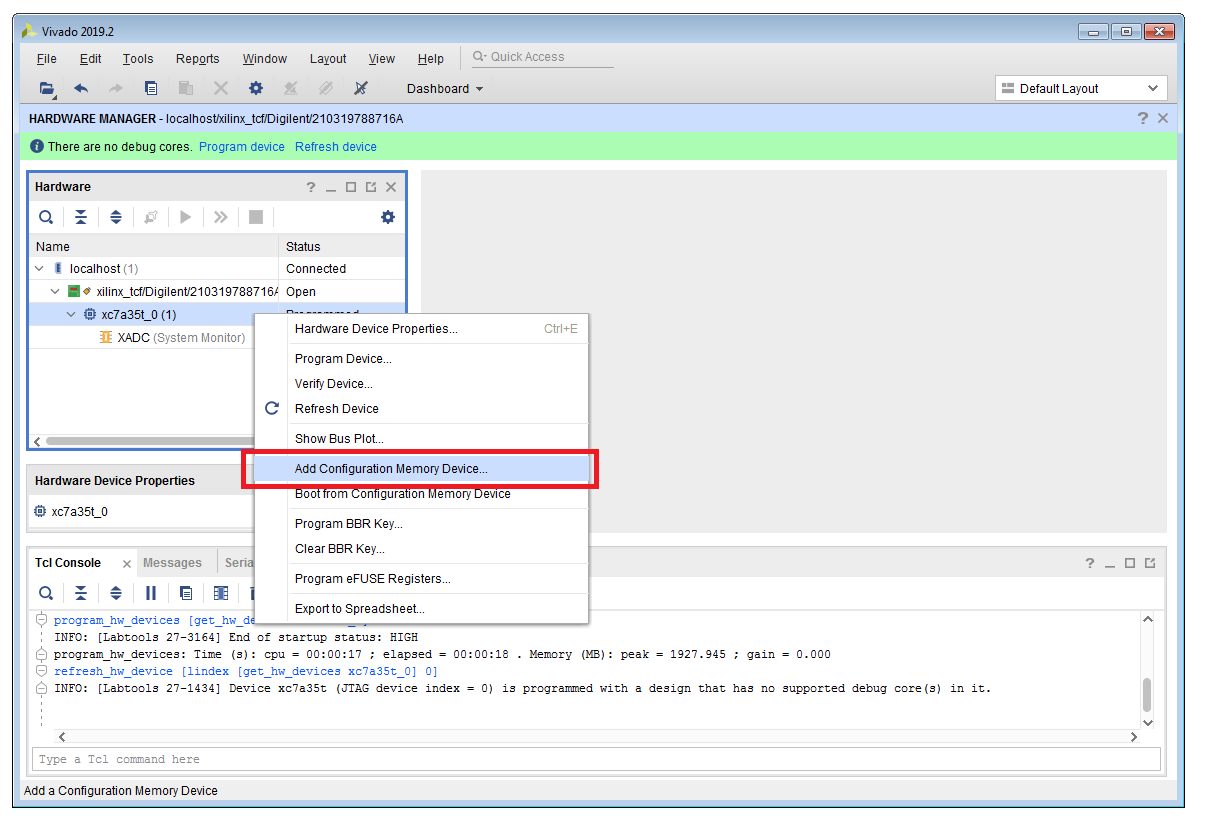 Vivado 2019.2
File Edit Tools Reports Window Layout View Help Quick Access
Dashboard Default Layout
HARDWARE MANAGER - localhost/xilinx_tcf/Digilent/210319788716A
There are no debug cores. Program device Refresh device
Hardware
Name Status
localhost (1) Connected
xilinx_tcf/Digilent/210319788716A Open
xc7a35t_0 (1) Programmed
XADC (System Monitor)
Hardware Device Properties... Ctrl+E
Program Device...
Verify Device...
Refresh Device
Show Bus Plot...
Add Configuration Memory Device...
Boot from Configuration Memory Device
Program BBR Key...
Clear BBR Key...
Program eFUSE Registers...
Export to Spreadsheet...
Hardware Device Properties
xc7a35t_0
Tcl Console Messages Seria
program_hw_devices [get_hw_de
INFO: [Labtools 27-3164] End of startup status: HIGH
program_hw_devices: Time (s): cpu = 00:00:17 ; elapsed = 00:00:18 . Memory (MB): peak = 1927.945 ; gain = 0.000
refresh_hw_device [lindex [get_hw_devices xc7a35t_0] 0]
INFO: [Labtools 27-1434] Device xc7a35t (JTAG device index = 0) is programmed with a design that has no supported debug core(s) in it.
Type a Tcl command here
Add a Configuration Memory Device